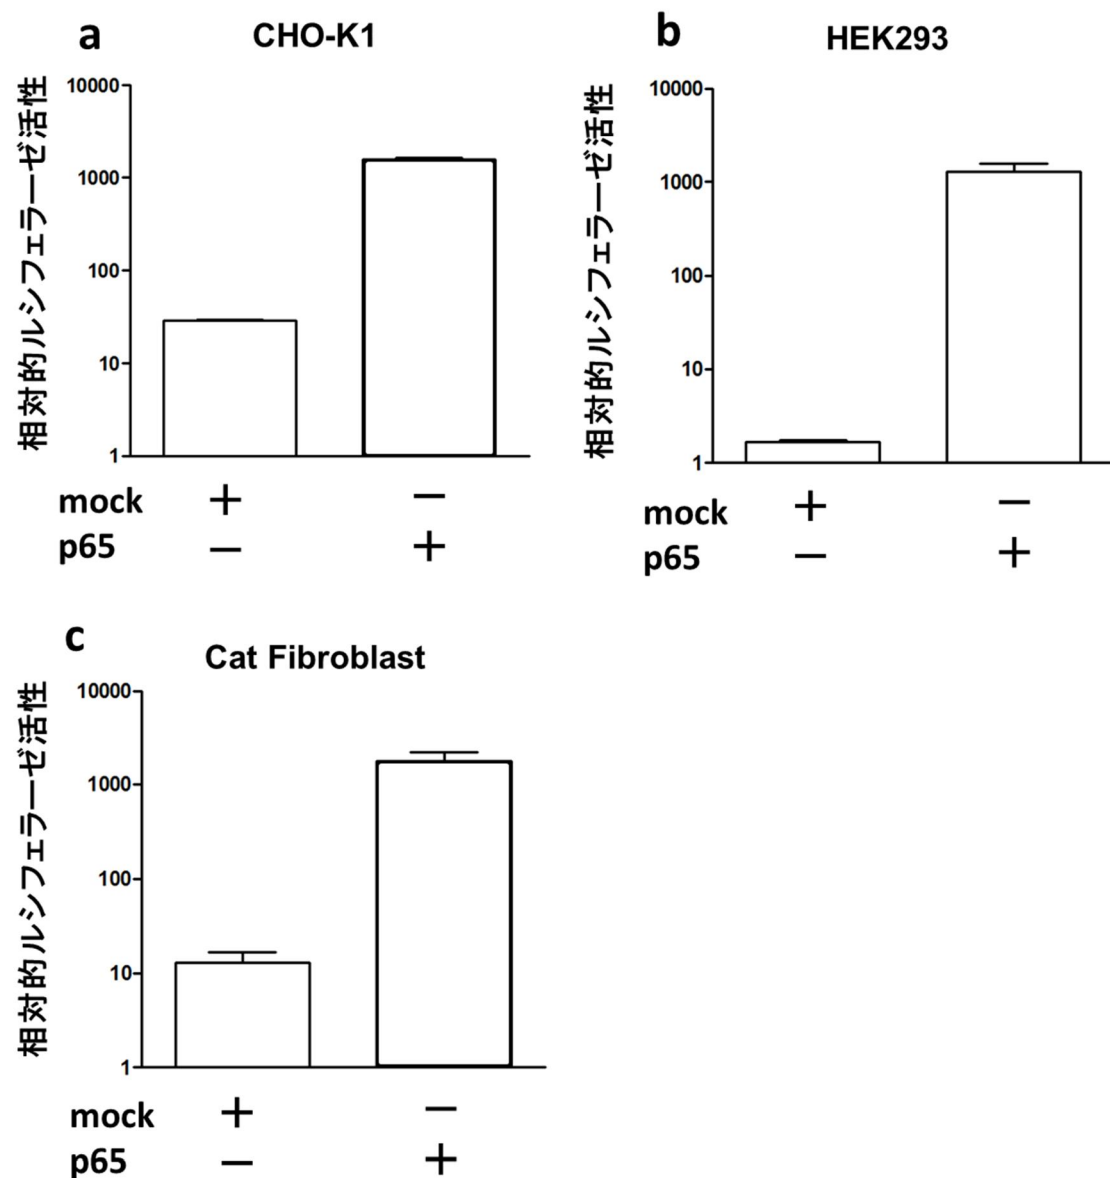 a
CHO-K1
相対的ルシフェラーゼ活性
10000
1000
100
10
1
mock + −
p65 − +
b
HEK293
相対的ルシフェラーゼ活性
10000
1000
100
10
1
mock + −
p65 − +
c
Cat Fibroblast
相対的ルシフェラーゼ活性
10000
1000
100
10
1
mock + −
p65 − +